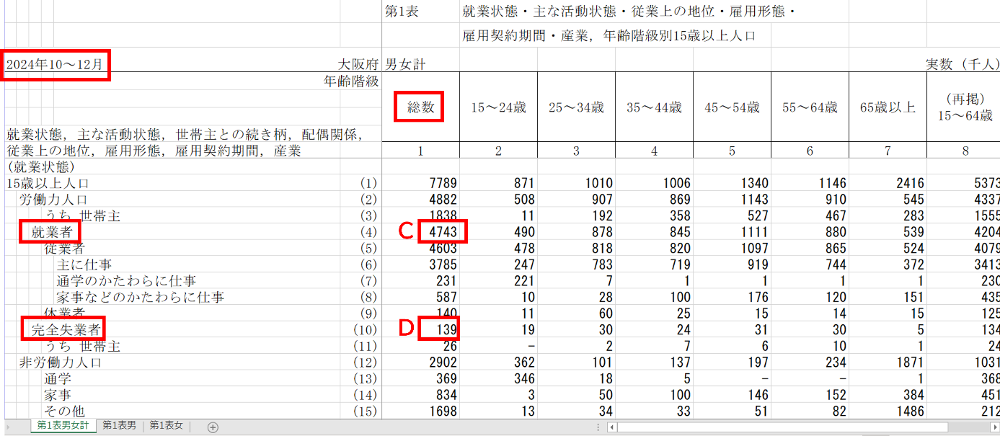 第1表 就業状態・主な活動状態・従業上の地位・雇用形態・
雇用契約期間・産業，年齢階級別15歳以上人口
2024年10～12月 大阪府 男女計 実数（千人）
年齢階級
総数 15～24歳 25～34歳 35～44歳 45～54歳 55～64歳 65歳以上 （再掲）
15～64歳
就業状態，主な活動状態，世帯主との続き柄，配偶関係，
従業上の地位，雇用形態，雇用契約期間，産業 1 2 3 4 5 6 7 8
(就業状態)
15歳以上人口 (1) 7789 871 1010 1006 1340 1146 2416 5373
労働力人口 (2) 4882 508 907 869 1143 910 545 4337
うち 世帯主 (3) 1838 11 192 358 527 467 283 1555
就業者 (4) C 4743 490 878 845 1111 880 539 4204
従業者 (5) 4603 478 818 820 1097 865 524 4079
主に仕事 (6) 3785 247 783 719 919 744 372 3413
通学のかたわらに仕事 (7) 231 221 7 1 1 1 1 230
家事などのかたわらに仕事 (8) 587 10 28 100 176 120 151 435
休業者 (9) 140 11 60 25 15 14 15 125
完全失業者 (10) D 139 19 30 24 31 30 5 134
うち 世帯主 (11) 26 － 2 7 6 10 1 24
非労働力人口 (12) 2902 362 101 137 197 234 1871 1031
通学 (13) 369 346 18 5 － － 1 368
家事 (14) 834 3 50 100 146 152 384 451
その他 (15) 1698 13 34 33 51 82 1486 212
第1表男女計 第1表男 第1表女